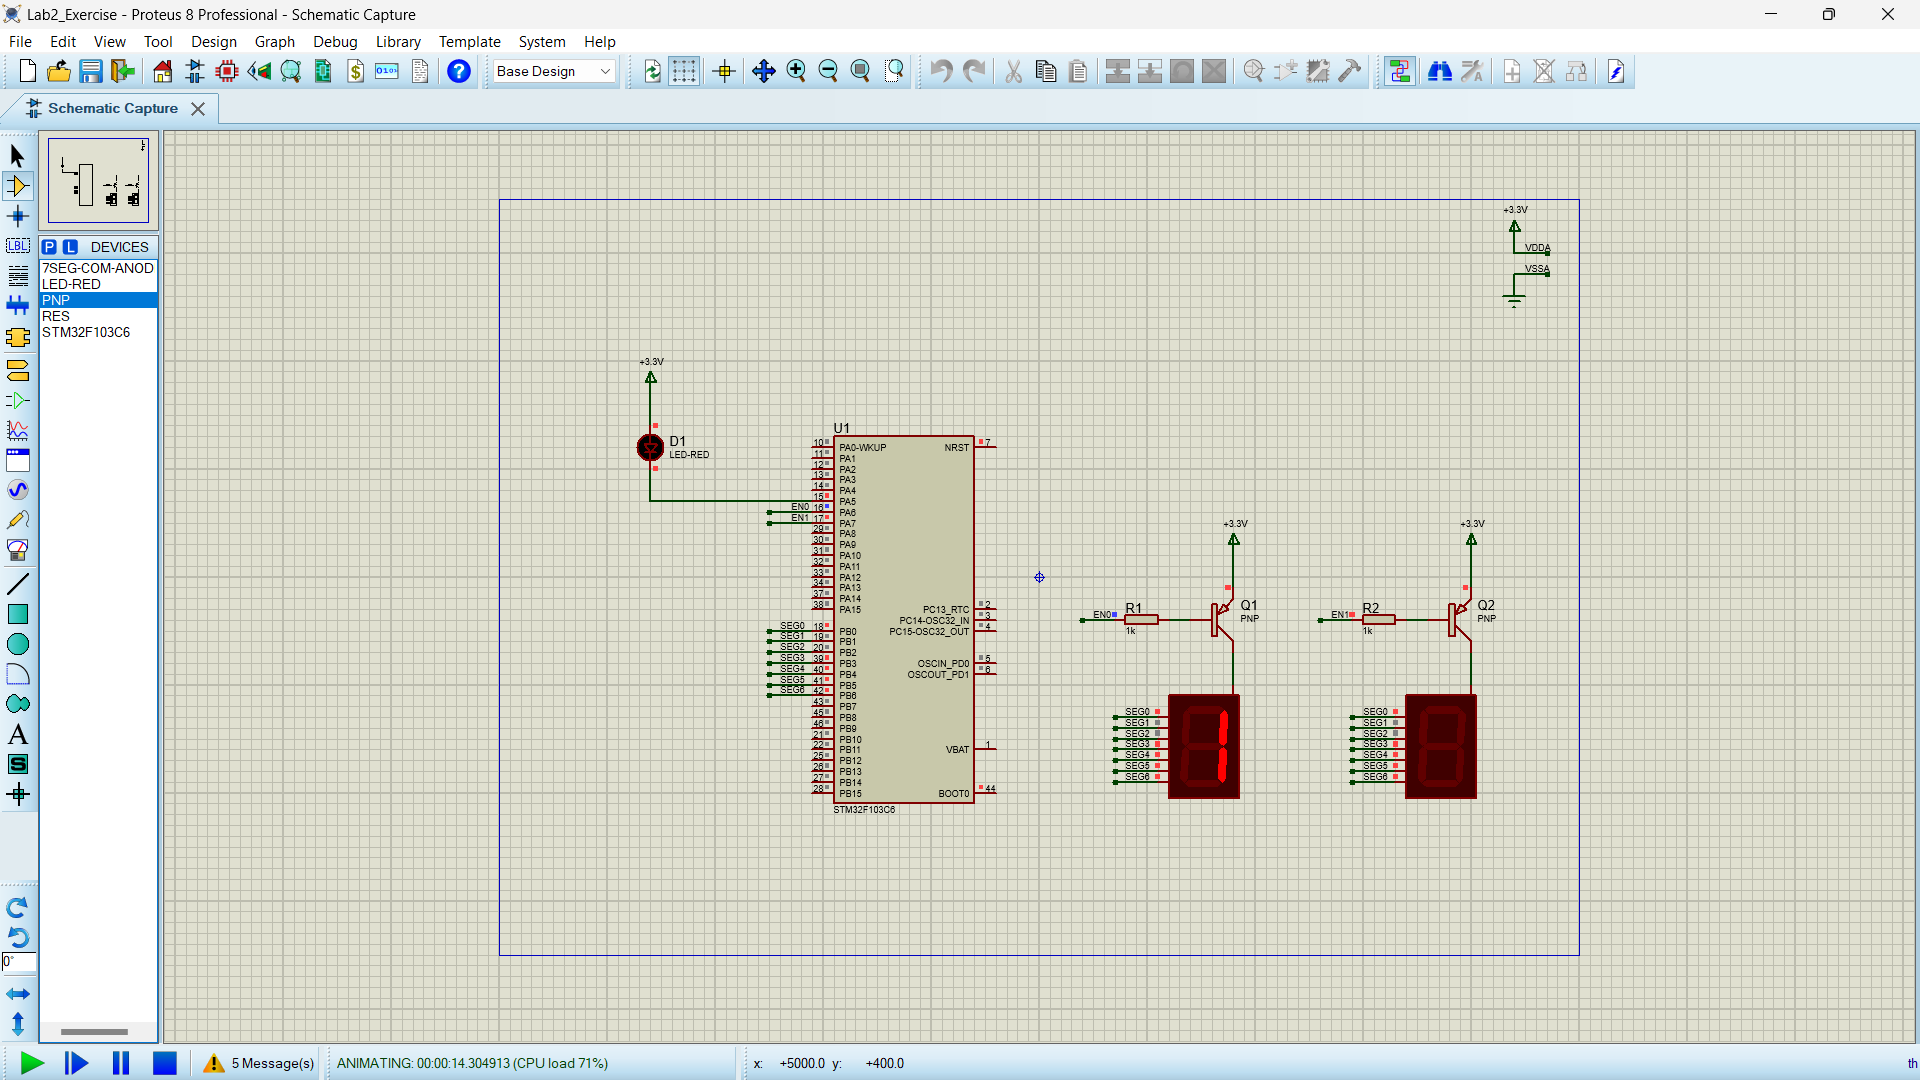 Lab2_Exercise - Proteus 8 Professional - Schematic Capture
File Edit View Tool Design Graph Debug Library Template System Help
Base Design
Schematic Capture
P L DEVICES
7SEG-COM-ANOD
LED-RED
PNP
RES
STM32F103C6
LBL
A
S
0°
+3.3V
VDDA
VSSA
+3.3V
D1
LED-RED
U1
10 PA0-WKUP NRST 7
11 PA1
12 PA2
13 PA3
14 PA4
15 PA5
EN0 16 PA6
EN1 17 PA7
29 PA8
30 PA9
31 PA10
32 PA11
33 PA12
34 PA13
37 PA14
38 PA15 PC13_RTC 2
PC14-OSC32_IN 3
SEG0 18 PB0 PC15-OSC32_OUT 4
SEG1 19 PB1
SEG2 20 PB2
SEG3 39 PB3 OSCIN_PD0 5
SEG4 40 PB4 OSCOUT_PD1 6
SEG5 41 PB5
SEG6 42 PB6
43 PB7
45 PB8
46 PB9
21 PB10
22 PB11 VBAT 1
25 PB12
26 PB13
27 PB14
28 PB15 BOOT0 44
STM32F103C6
+3.3V
EN0 R1
1k
Q1
PNP
SEG0
SEG1
SEG2
SEG3
SEG4
SEG5
SEG6
1
+3.3V
EN1 R2
1k
Q2
PNP
SEG0
SEG1
SEG2
SEG3
SEG4
SEG5
SEG6
5 Message(s) ANIMATING: 00:00:14.304913 (CPU load 71%) x: +5000.0 y: +400.0 th